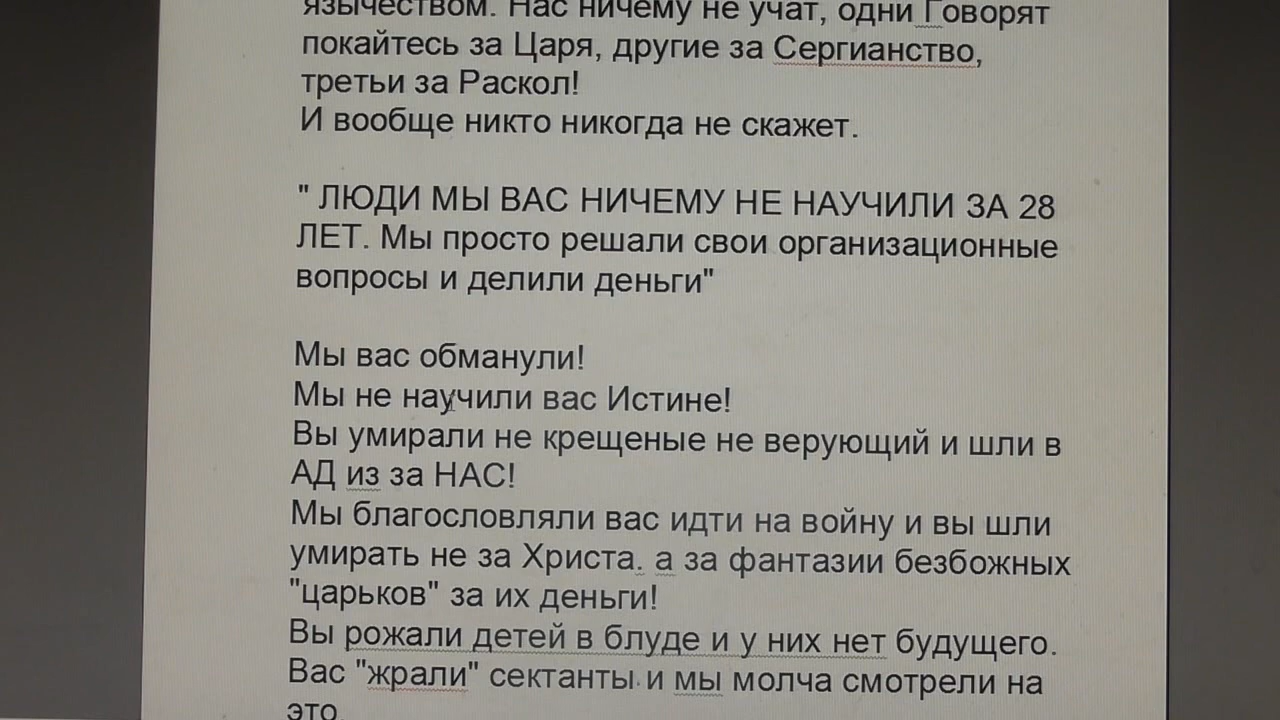 язычеством. Нас ничему не учат, одни Говорят
покайтесь за Царя, другие за Сергианство,
третьи за Раскол!
И вообще никто никогда не скажет.
" ЛЮДИ МЫ ВАС НИЧЕМУ НЕ НАУЧИЛИ ЗА 28
ЛЕТ. Мы просто решали свои организационные
вопросы и делили деньги"
Мы вас обманули!
Мы не научили вас Истине!
Вы умирали не крещеные не верующий и шли в
АД из за НАС!
Мы благословляли вас идти на войну и вы шли
умирать не за Христа. а за фантазии безбожных
"царьков" за их деньги!
Вы рожали детей в блуде и у них нет будущего.
Вас "жрали" сектанты и мы молча смотрели на
это.